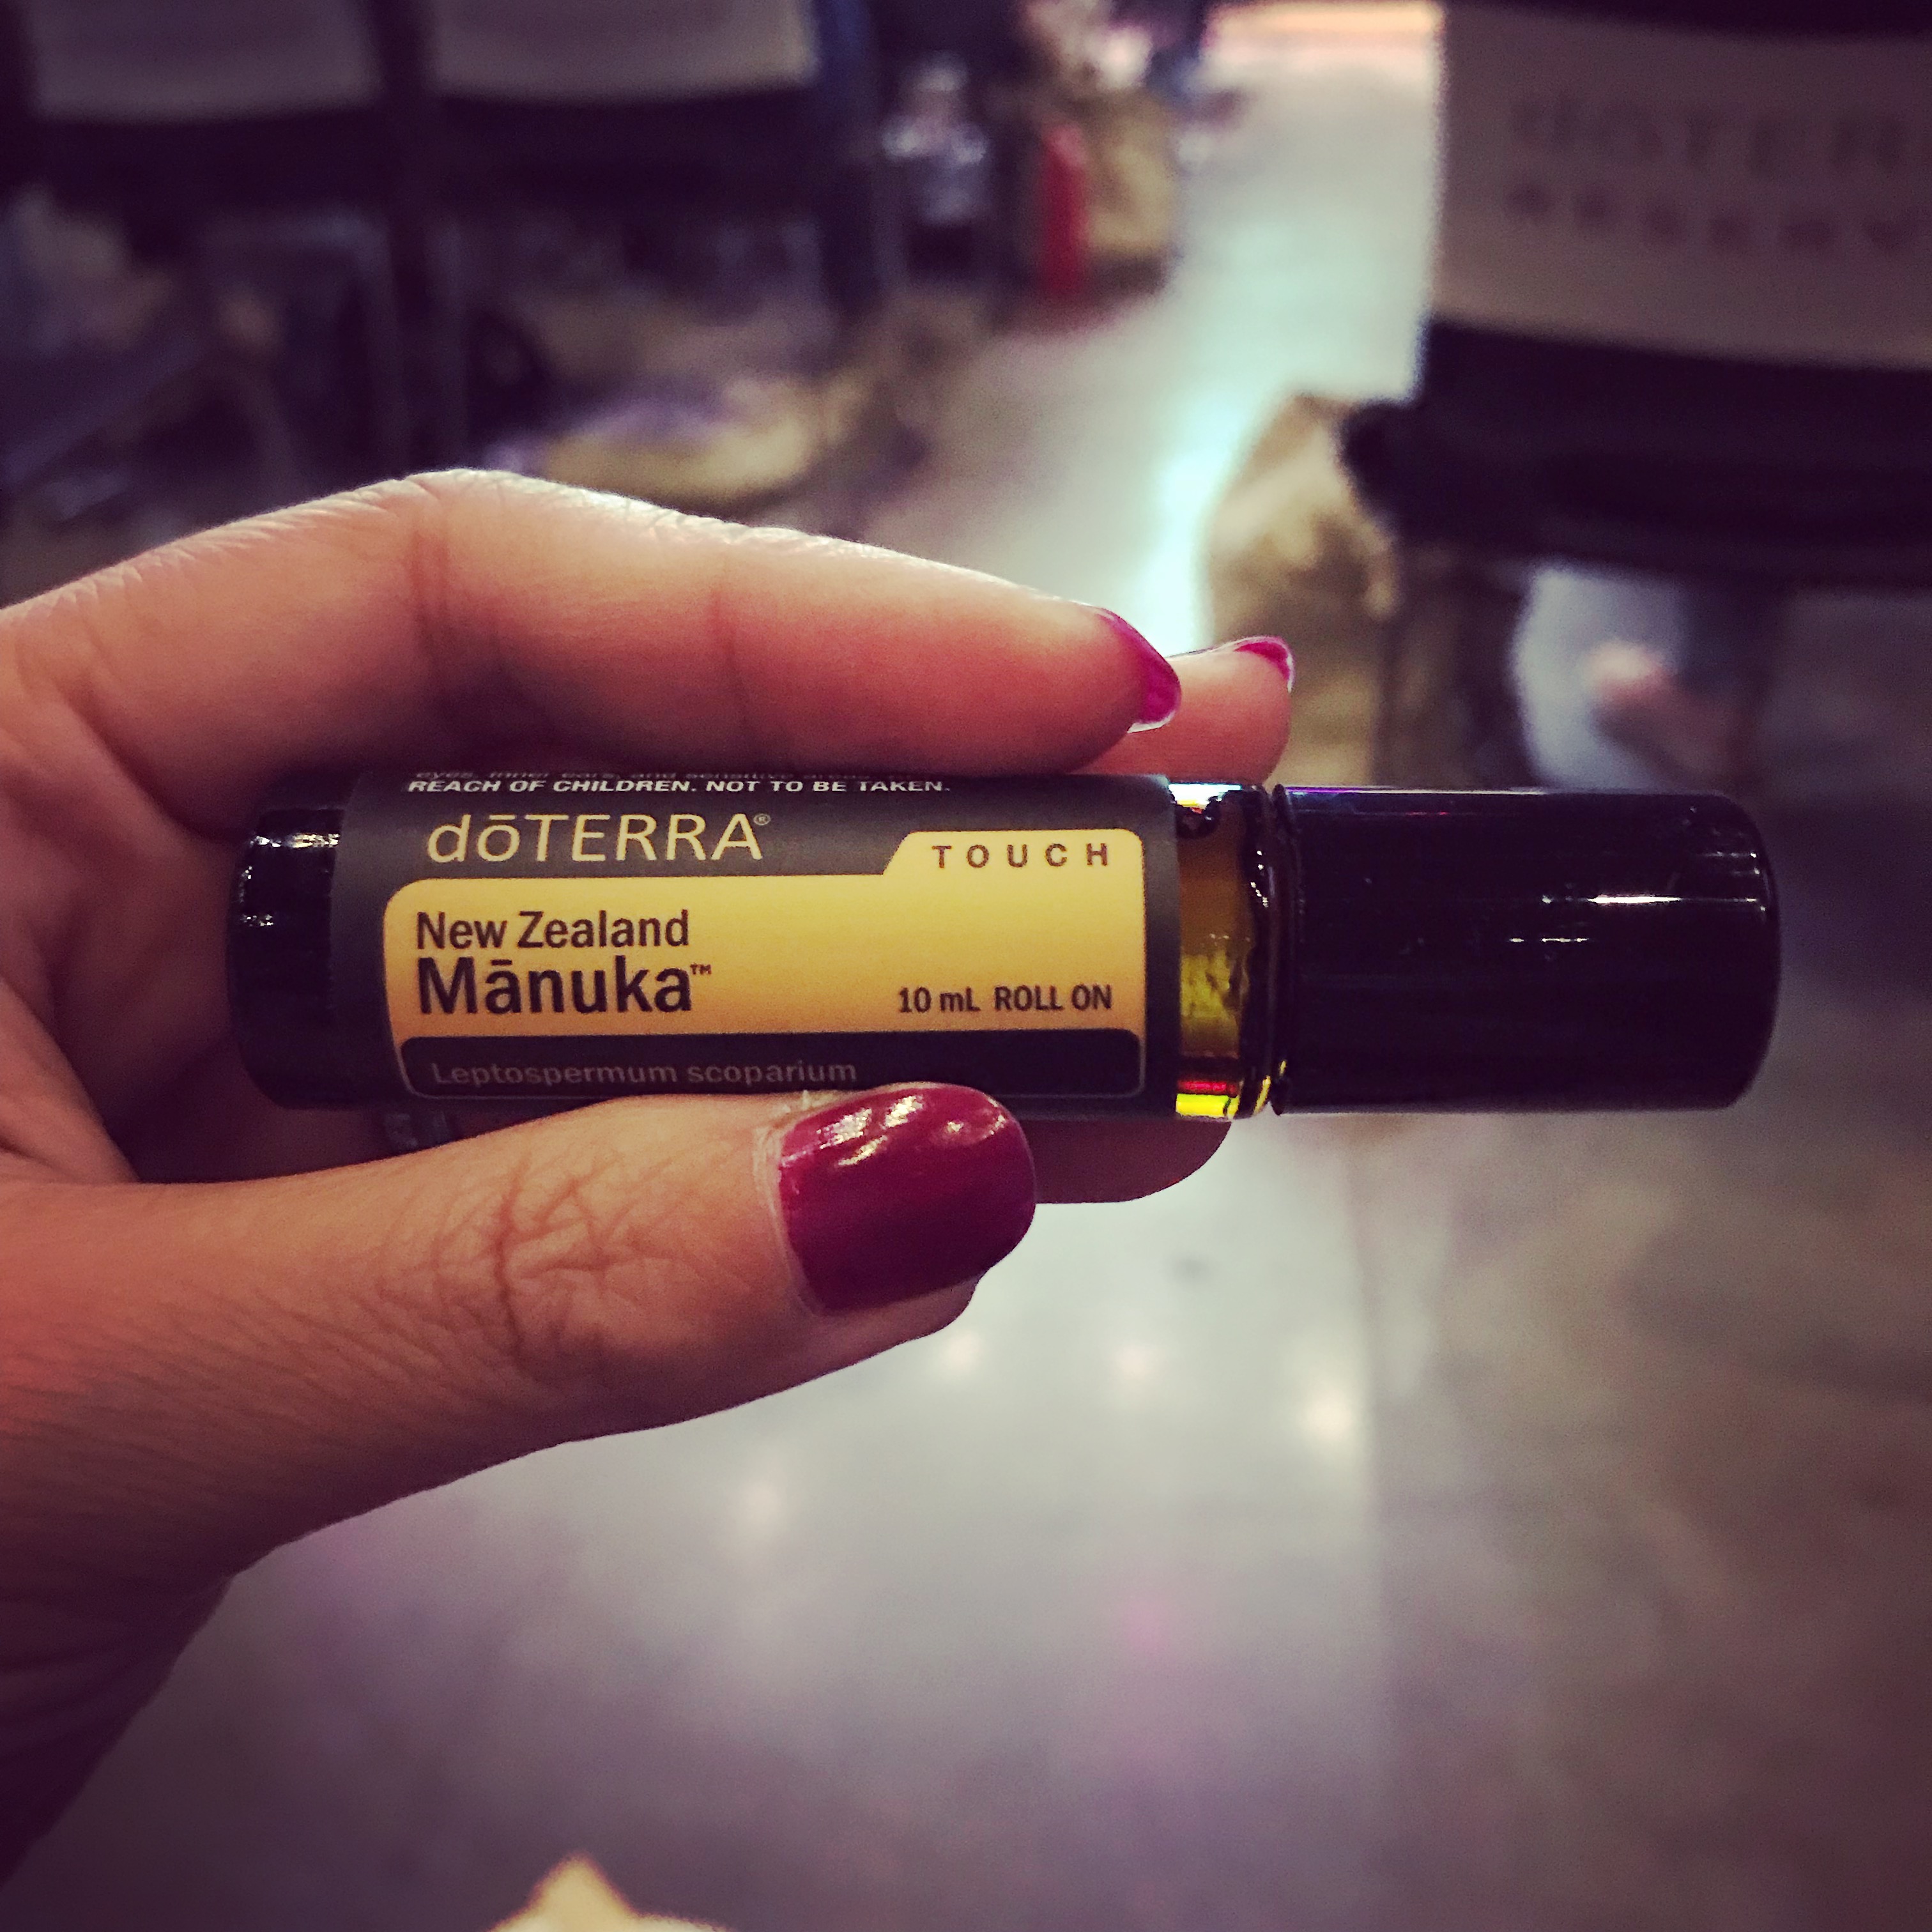 REACH OF CHILDREN. NOT TO BE TAKEN.
dōTERRA®
TOUCH
New Zealand
Mānuka™
10 mL ROLL ON
Leptospermum scoparium